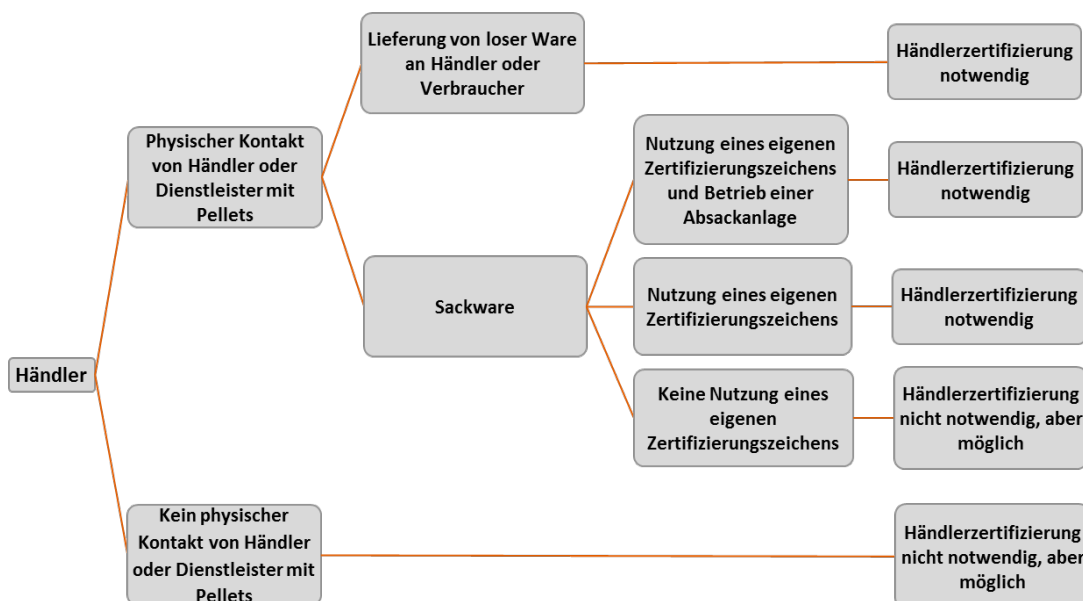 Lieferung von loser Ware
an Händler oder
Verbraucher
Händlerzertifizierung
notwendig
Physischer Kontakt
von Händler oder
Dienstleister mit
Pellets
Nutzung eines eigenen
Zertifizierungszeichens
und Betrieb einer
Absackanlage
Händlerzertifizierung
notwendig
Sackware
Nutzung eines eigenen
Zertifizierungszeichens
Händlerzertifizierung
notwendig
Händler
Keine Nutzung eines
eigenen
Zertifizierungszeichens
Händlerzertifizierung
nicht notwendig, aber
möglich
Kein physischer
Kontakt von Händler
oder Dienstleister mit
Pellets
Händlerzertifizierung
nicht notwendig, aber
möglich